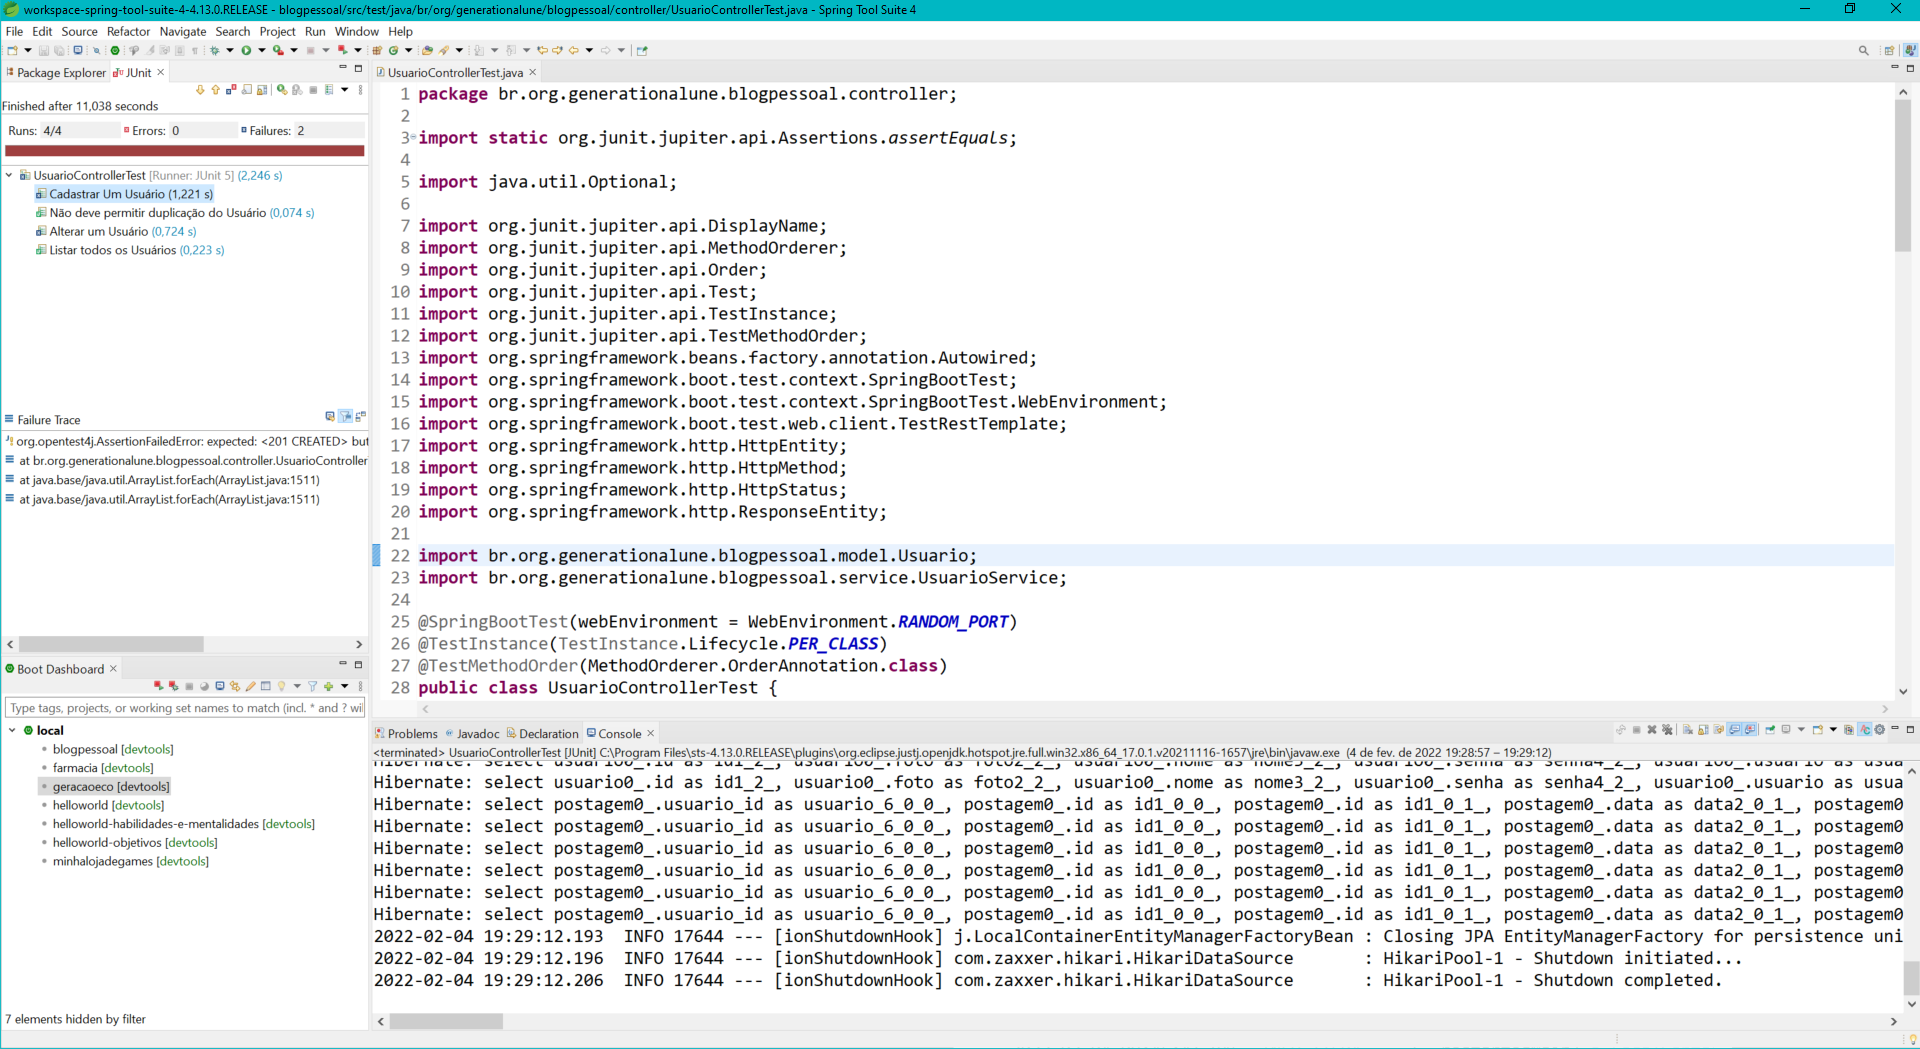 workspace-spring-tool-suite-4-4.13.0.RELEASE - blogpessoal/src/test/java/br/org/generationalune/blogpessoal/controller/UsuarioControllerTest.java - Spring Tool Suite 4
File Edit Source Refactor Navigate Search Project Run Window Help
Package Explorer JUnit
Finished after 11,038 seconds
Runs: 4/4 Errors: 0 Failures: 2
UsuarioControllerTest [Runner: JUnit 5] (2,246 s)
Cadastrar Um Usuário (1,221 s)
Não deve permitir duplicação do Usuário (0,074 s)
Alterar um Usuário (0,724 s)
Listar todos os Usuários (0,223 s)
Failure Trace
org.opentest4j.AssertionFailedError: expected: <201 CREATED> but
at br.org.generationalune.blogpessoal.controller.UsuarioController
at java.base/java.util.ArrayList.forEach(ArrayList.java:1511)
at java.base/java.util.ArrayList.forEach(ArrayList.java:1511)
Boot Dashboard
Type tags, projects, or working set names to match (incl. * and ? wil
local
blogpessoal [devtools]
farmacia [devtools]
geracaoeco [devtools]
helloworld [devtools]
helloworld-habilidades-e-mentalidades [devtools]
helloworld-objetivos [devtools]
minhalojadegames [devtools]
7 elements hidden by filter
UsuarioControllerTest.java
1 package br.org.generationalune.blogpessoal.controller;
2
3 import static org.junit.jupiter.api.Assertions.assertEquals;
4
5 import java.util.Optional;
6
7 import org.junit.jupiter.api.DisplayName;
8 import org.junit.jupiter.api.MethodOrderer;
9 import org.junit.jupiter.api.Order;
10 import org.junit.jupiter.api.Test;
11 import org.junit.jupiter.api.TestInstance;
12 import org.junit.jupiter.api.TestMethodOrder;
13 import org.springframework.beans.factory.annotation.Autowired;
14 import org.springframework.boot.test.context.SpringBootTest;
15 import org.springframework.boot.test.context.SpringBootTest.WebEnvironment;
16 import org.springframework.boot.test.web.client.TestRestTemplate;
17 import org.springframework.http.HttpEntity;
18 import org.springframework.http.HttpMethod;
19 import org.springframework.http.HttpStatus;
20 import org.springframework.http.ResponseEntity;
21
22 import br.org.generationalune.blogpessoal.model.Usuario;
23 import br.org.generationalune.blogpessoal.service.UsuarioService;
24
25 @SpringBootTest(webEnvironment = WebEnvironment.RANDOM_PORT)
26 @TestInstance(TestInstance.Lifecycle.PER_CLASS)
27 @TestMethodOrder(MethodOrderer.OrderAnnotation.class)
28 public class UsuarioControllerTest {
Problems Javadoc Declaration Console
<terminated> UsuarioControllerTest [JUnit] C:\Program Files\sts-4.13.0.RELEASE\plugins\org.eclipse.justj.openjdk.hotspot.jre.full.win32.x86_64_17.0.1.v20211116-1657\jre\bin\javaw.exe (4 de fev. de 2022 19:28:57 – 19:29:12)
Hibernate: select usuario0_.id as id1_2_, usuario0_.foto as foto2_2_, usuario0_.nome as nome3_2_, usuario0_.senha as senha4_2_, usuario0_.usuario as usua
Hibernate: select usuario0_.id as id1_2_, usuario0_.foto as foto2_2_, usuario0_.nome as nome3_2_, usuario0_.senha as senha4_2_, usuario0_.usuario as usua
Hibernate: select postagem0_.usuario_id as usuario_6_0_0_, postagem0_.id as id1_0_0_, postagem0_.id as id1_0_1_, postagem0_.data as data2_0_1_, postagem0
Hibernate: select postagem0_.usuario_id as usuario_6_0_0_, postagem0_.id as id1_0_0_, postagem0_.id as id1_0_1_, postagem0_.data as data2_0_1_, postagem0
Hibernate: select postagem0_.usuario_id as usuario_6_0_0_, postagem0_.id as id1_0_0_, postagem0_.id as id1_0_1_, postagem0_.data as data2_0_1_, postagem0
Hibernate: select postagem0_.usuario_id as usuario_6_0_0_, postagem0_.id as id1_0_0_, postagem0_.id as id1_0_1_, postagem0_.data as data2_0_1_, postagem0
Hibernate: select postagem0_.usuario_id as usuario_6_0_0_, postagem0_.id as id1_0_0_, postagem0_.id as id1_0_1_, postagem0_.data as data2_0_1_, postagem0
Hibernate: select postagem0_.usuario_id as usuario_6_0_0_, postagem0_.id as id1_0_0_, postagem0_.id as id1_0_1_, postagem0_.data as data2_0_1_, postagem0
2022-02-04 19:29:12.193 INFO 17644 --- [ionShutdownHook] j.LocalContainerEntityManagerFactoryBean : Closing JPA EntityManagerFactory for persistence uni
2022-02-04 19:29:12.196 INFO 17644 --- [ionShutdownHook] com.zaxxer.hikari.HikariDataSource : HikariPool-1 - Shutdown initiated...
2022-02-04 19:29:12.206 INFO 17644 --- [ionShutdownHook] com.zaxxer.hikari.HikariDataSource : HikariPool-1 - Shutdown completed.